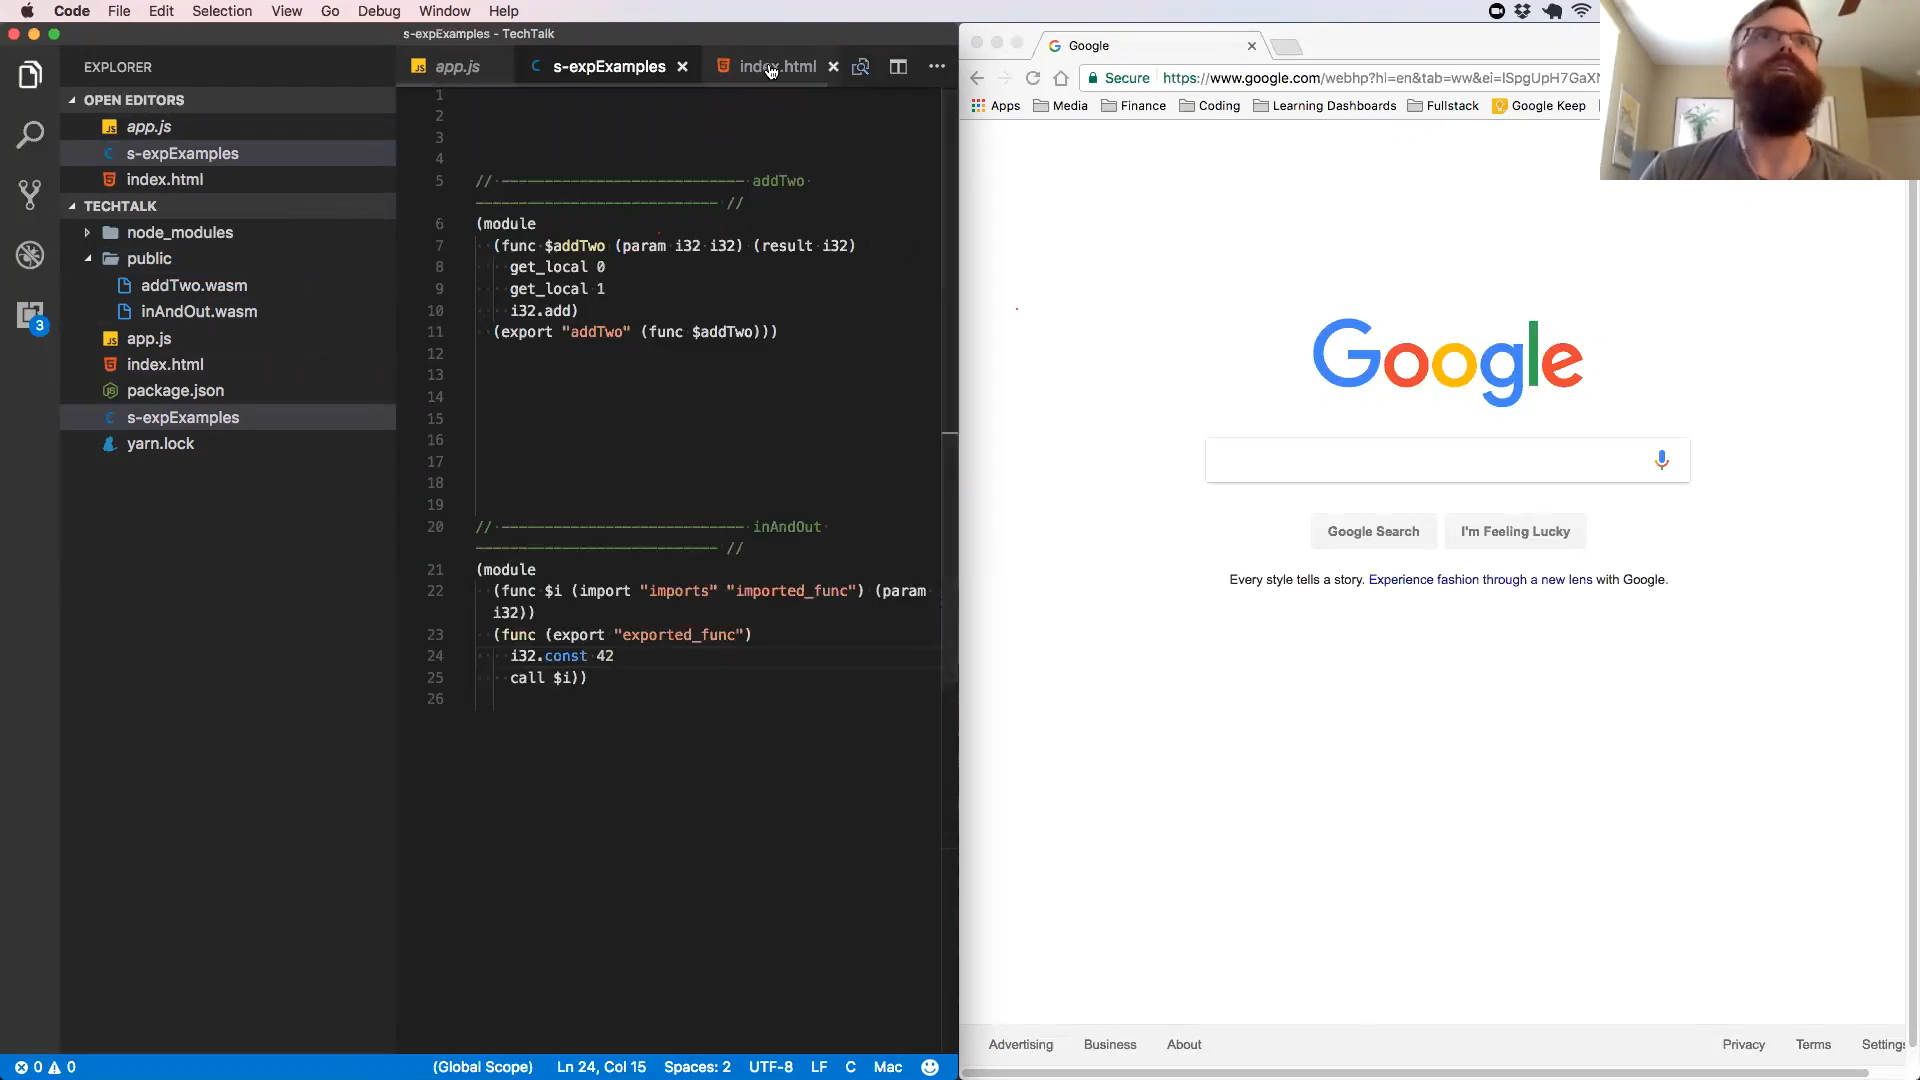 Code File Edit Selection View Go Debug Window Help
s-expExamples - TechTalk
EXPLORER
OPEN EDITORS
app.js
s-expExamples
index.html
TECHTALK
node_modules
public
addTwo.wasm
inAndOut.wasm
app.js
index.html
package.json
s-expExamples
yarn.lock
3
app.js s-expExamples index.html
1
2
3
4
5 // ---------------------------- addTwo
---------------------------- //
6 (module
7 (func $addTwo (param i32 i32) (result i32)
8 get_local 0
9 get_local 1
10 i32.add)
11 (export "addTwo" (func $addTwo)))
12
13
14
15
16
17
18
19
20 // ---------------------------- inAndOut
---------------------------- //
21 (module
22 (func $i (import "imports" "imported_func") (param
i32))
23 (func (export "exported_func")
24 i32.const 42
25 call $i))
26
0 0 (Global Scope) Ln 24, Col 15 Spaces: 2 UTF-8 LF C Mac
Google
Secure https://www.google.com/webhp?hl=en&tab=ww&ei=
Apps Media Finance Coding Learning Dashboards Fullstack Google Keep
Google
Google Search I'm Feeling Lucky
Every style tells a story. Experience fashion through a new lens with Google.
Advertising Business About Privacy Terms Settings